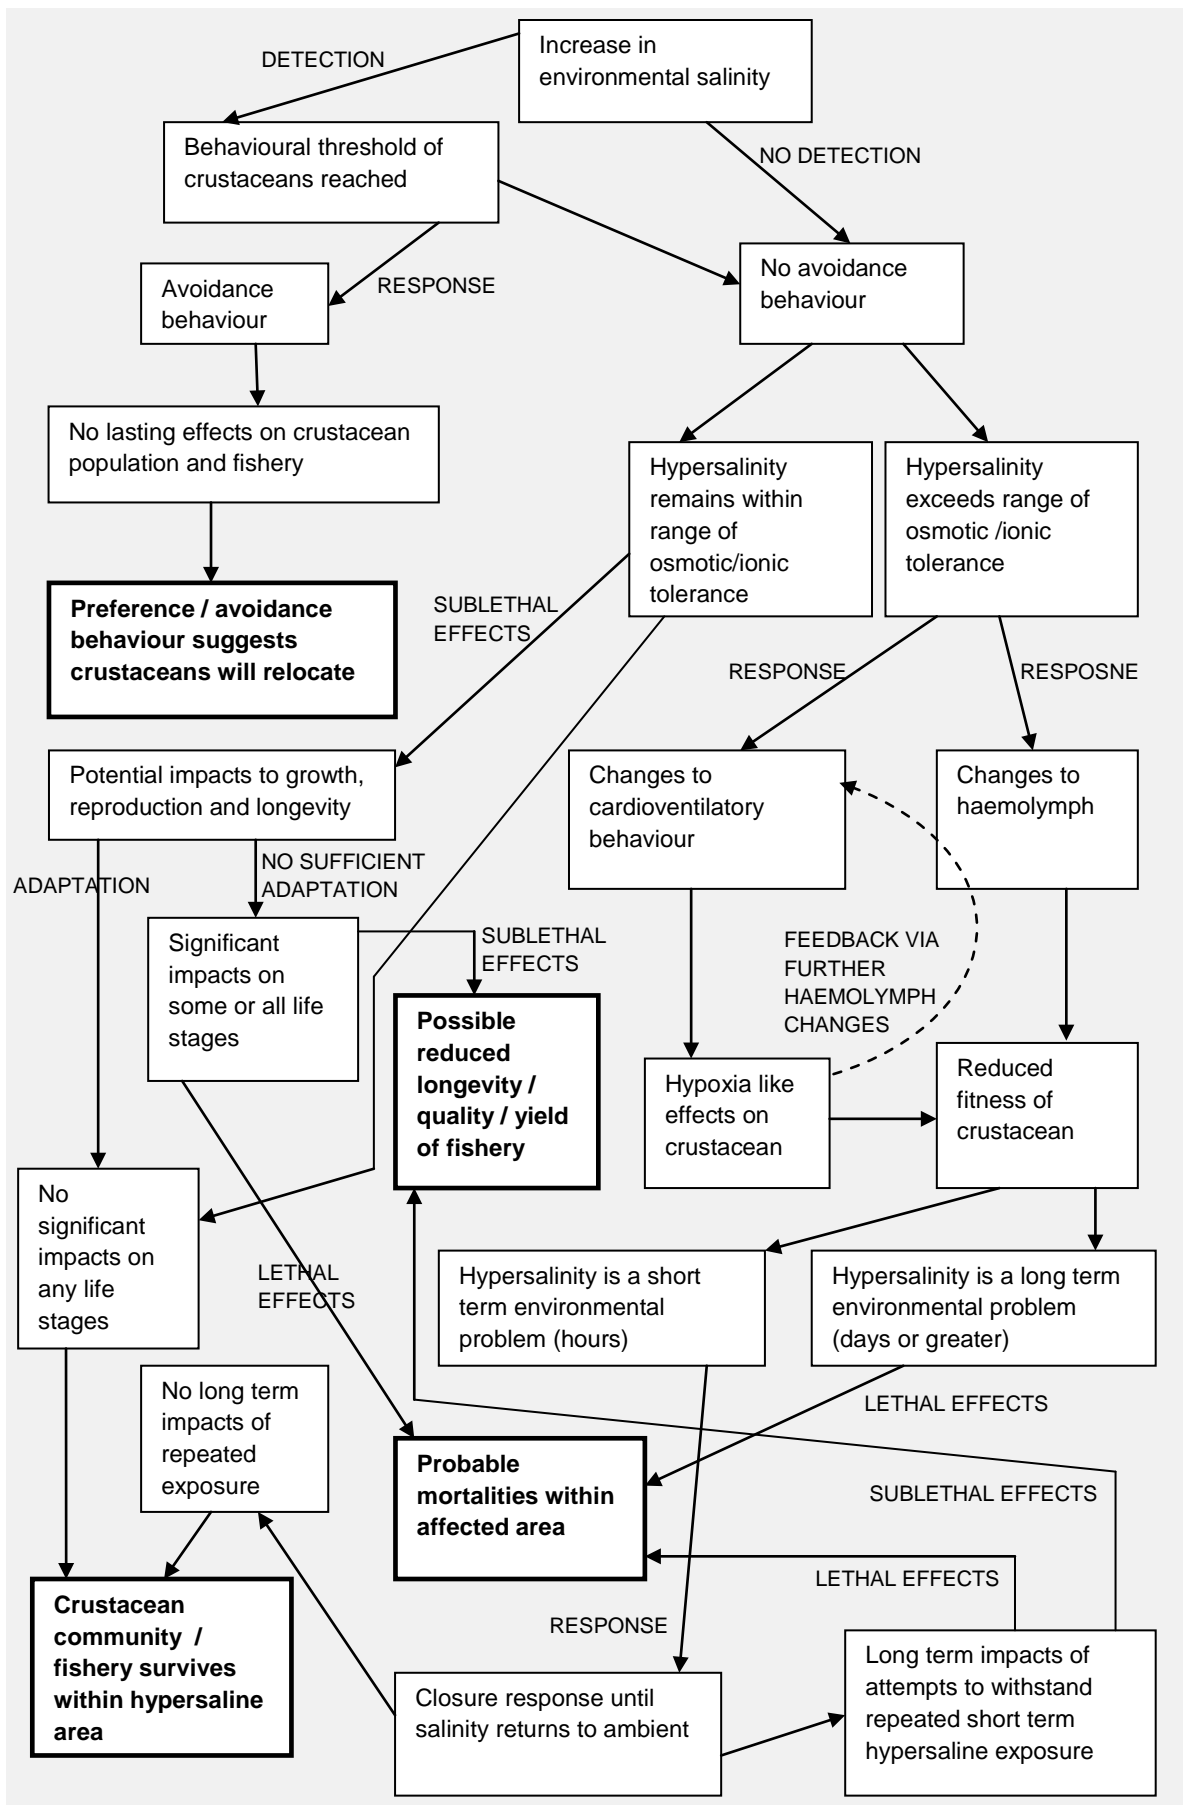 Increase in
environmental salinity
DETECTION
Behavioural threshold of
crustaceans reached
NO DETECTION
No avoidance
behaviour
Avoidance
behaviour
RESPONSE
No lasting effects on crustacean
population and fishery
Hypersalinity
remains within
range of
osmotic/ionic
tolerance
Hypersalinity
exceeds range of
osmotic /ionic
tolerance
Preference / avoidance
behaviour suggests
crustaceans will relocate
SUBLETHAL
EFFECTS
RESPONSE
RESPOSNE
Potential impacts to growth,
reproduction and longevity
Changes to
cardioventilatory
behaviour
Changes to
haemolymph
ADAPTATION
NO SUFFICIENT
ADAPTATION
Significant
impacts on
some or all life
stages
SUBLETHAL
EFFECTS
FEEDBACK VIA
FURTHER
HAEMOLYMPH
CHANGES
Possible
reduced
longevity /
quality / yield
of fishery
Hypoxia like
effects on
crustacean
Reduced
fitness of
crustacean
No
significant
impacts on
any life
stages
LETHAL
EFFECTS
Hypersalinity is a short
term environmental
problem (hours)
Hypersalinity is a long term
environmental problem
(days or greater)
No long term
impacts of
repeated
exposure
LETHAL EFFECTS
Probable
mortalities within
affected area
SUBLETHAL EFFECTS
LETHAL EFFECTS
Crustacean
community /
fishery survives
within hypersaline
area
RESPONSE
Closure response until
salinity returns to ambient
Long term impacts of
attempts to withstand
repeated short term
hypersaline exposure